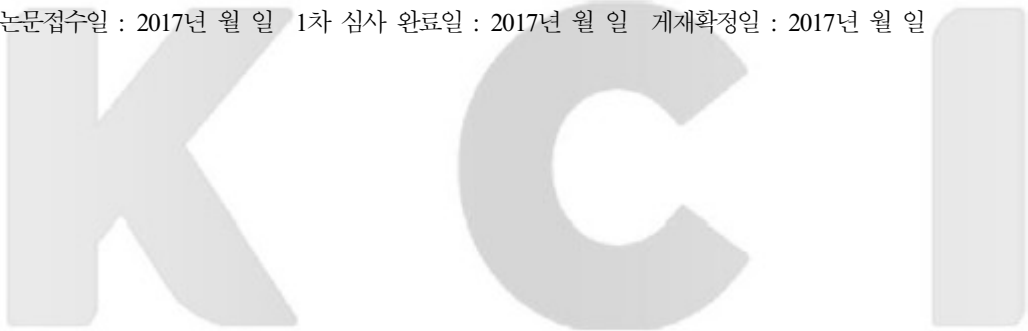 논문접수일 : 2017년 월 일 1차 심사 완료일 : 2017년 월 일 게재확정일 : 2017년 월 일
KCI